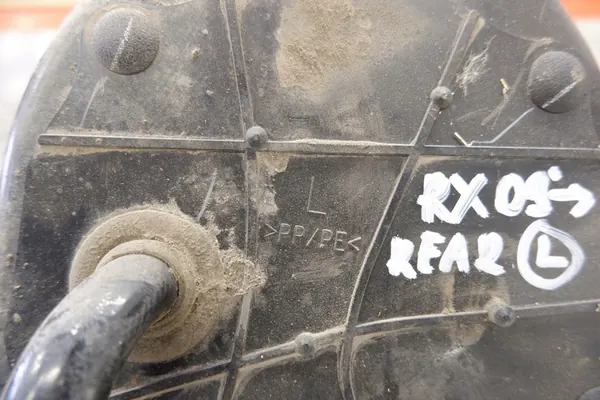 L
>PP/PE<
RX 05' →
REAR Ⓛ